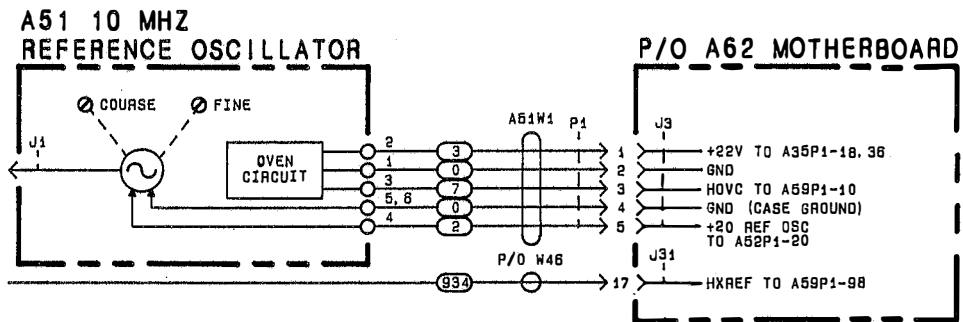 A51 10 MHZ
REFERENCE OSCILLATOR
P/O A62 MOTHERBOARD
COURSE
FINE
J1
OVEN
CIRCUIT
A51W1
P1
J3
2
3
1
+22V TO A35P1-18,36
1
0
2
GND
3
7
3
HOVC TO A59P1-10
5,6
0
4
GND (CASE GROUND)
4
2
5
+20 REF OSC
TO A52P1-20
P/O W46
J31
934
17
HXREF TO A59P1-98